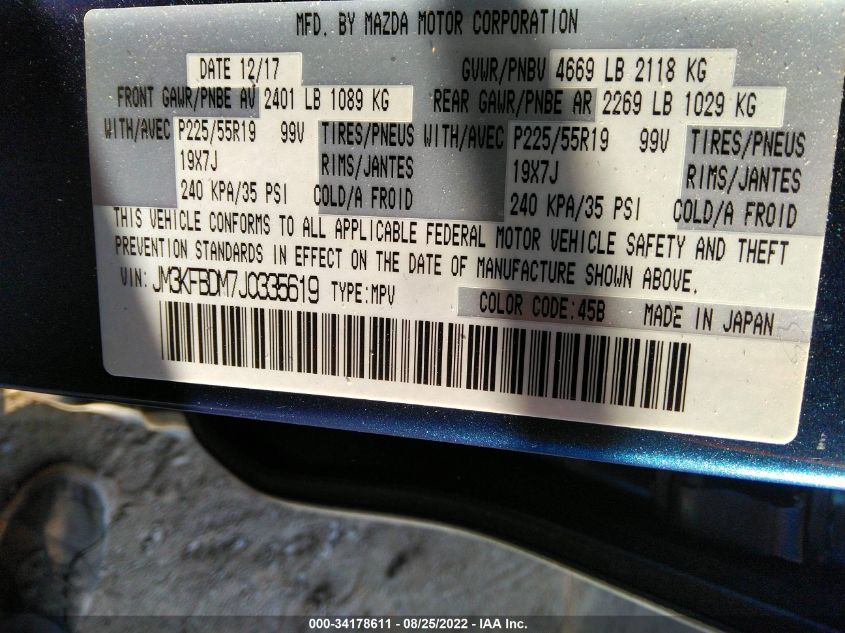 MFD. BY MAZDA MOTOR CORPORATION
DATE 12/17 GVWR/PNBV 4669 LB 2118 KG
FRONT GAWR/PNBE AV 2401 LB 1089 KG REAR GAWR/PNBE AR 2269 LB 1029 KG
WITH/AVEC P225/55R19 99V TIRES/PNEUS WITH/AVEC P225/55R19 99V TIRES/PNEUS
19X7J RIMS/JANTES 19X7J RIMS/JANTES
240 KPA/35 PSI COLD/A FROID 240 KPA/35 PSI COLD/A FROID
THIS VEHICLE CONFORMS TO ALL APPLICABLE FEDERAL MOTOR VEHICLE SAFETY AND THEFT
PREVENTION STANDARDS IN EFFECT ON THE DATE OF MANUFACTURE SHOWN ABOVE.
VIN: JM3KFBDM7J0335619 TYPE:MPV COLOR CODE:45B MADE IN JAPAN
000-34178611 - 08/25/2022 - IAA Inc.